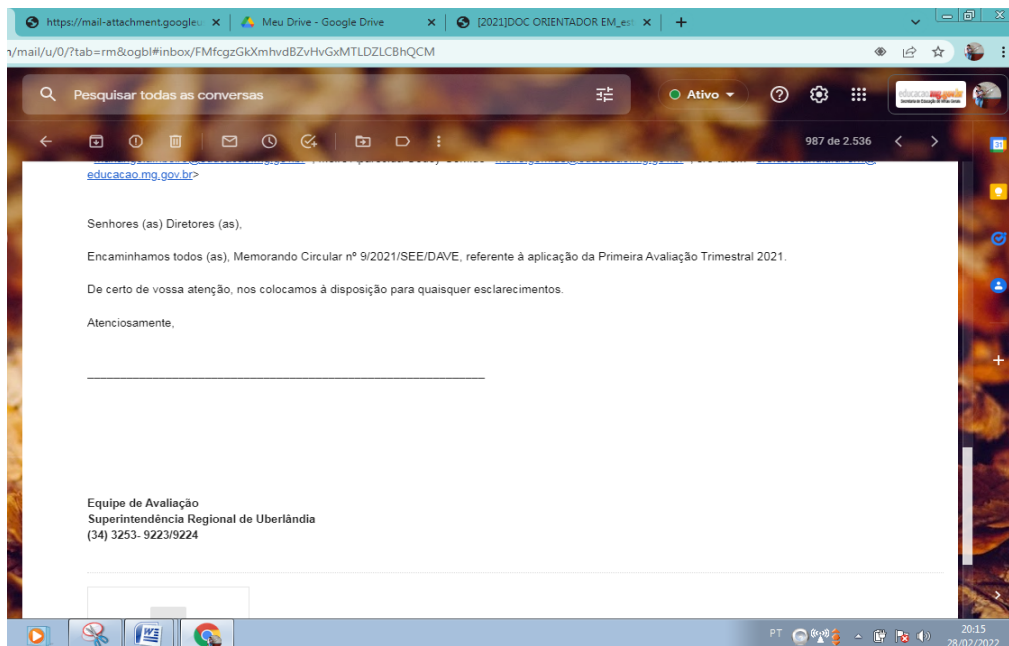 https://mail-attachment.googleu
Meu Drive - Google Drive
[2021]DOC ORIENTADOR EM_est
/mail/u/0/?tab=rm&ogbl#inbox/FMfcgzGkXmhvdBZvHvGxMTLDZLCBhQCM
Pesquisar todas as conversas
Ativo
987 de 2.536
31
educacao.mg.gov.br>
Senhores (as) Diretores (as),
Encaminhamos todos (as), Memorando Circular nº 9/2021/SEE/DAVE, referente à aplicação da Primeira Avaliação Trimestral 2021.
De certo de vossa atenção, nos colocamos à disposição para quaisquer esclarecimentos.
Atenciosamente,
Equipe de Avaliação
Superintendência Regional de Uberlândia
(34) 3253- 9223/9224
PT
20:15
28/02/2022